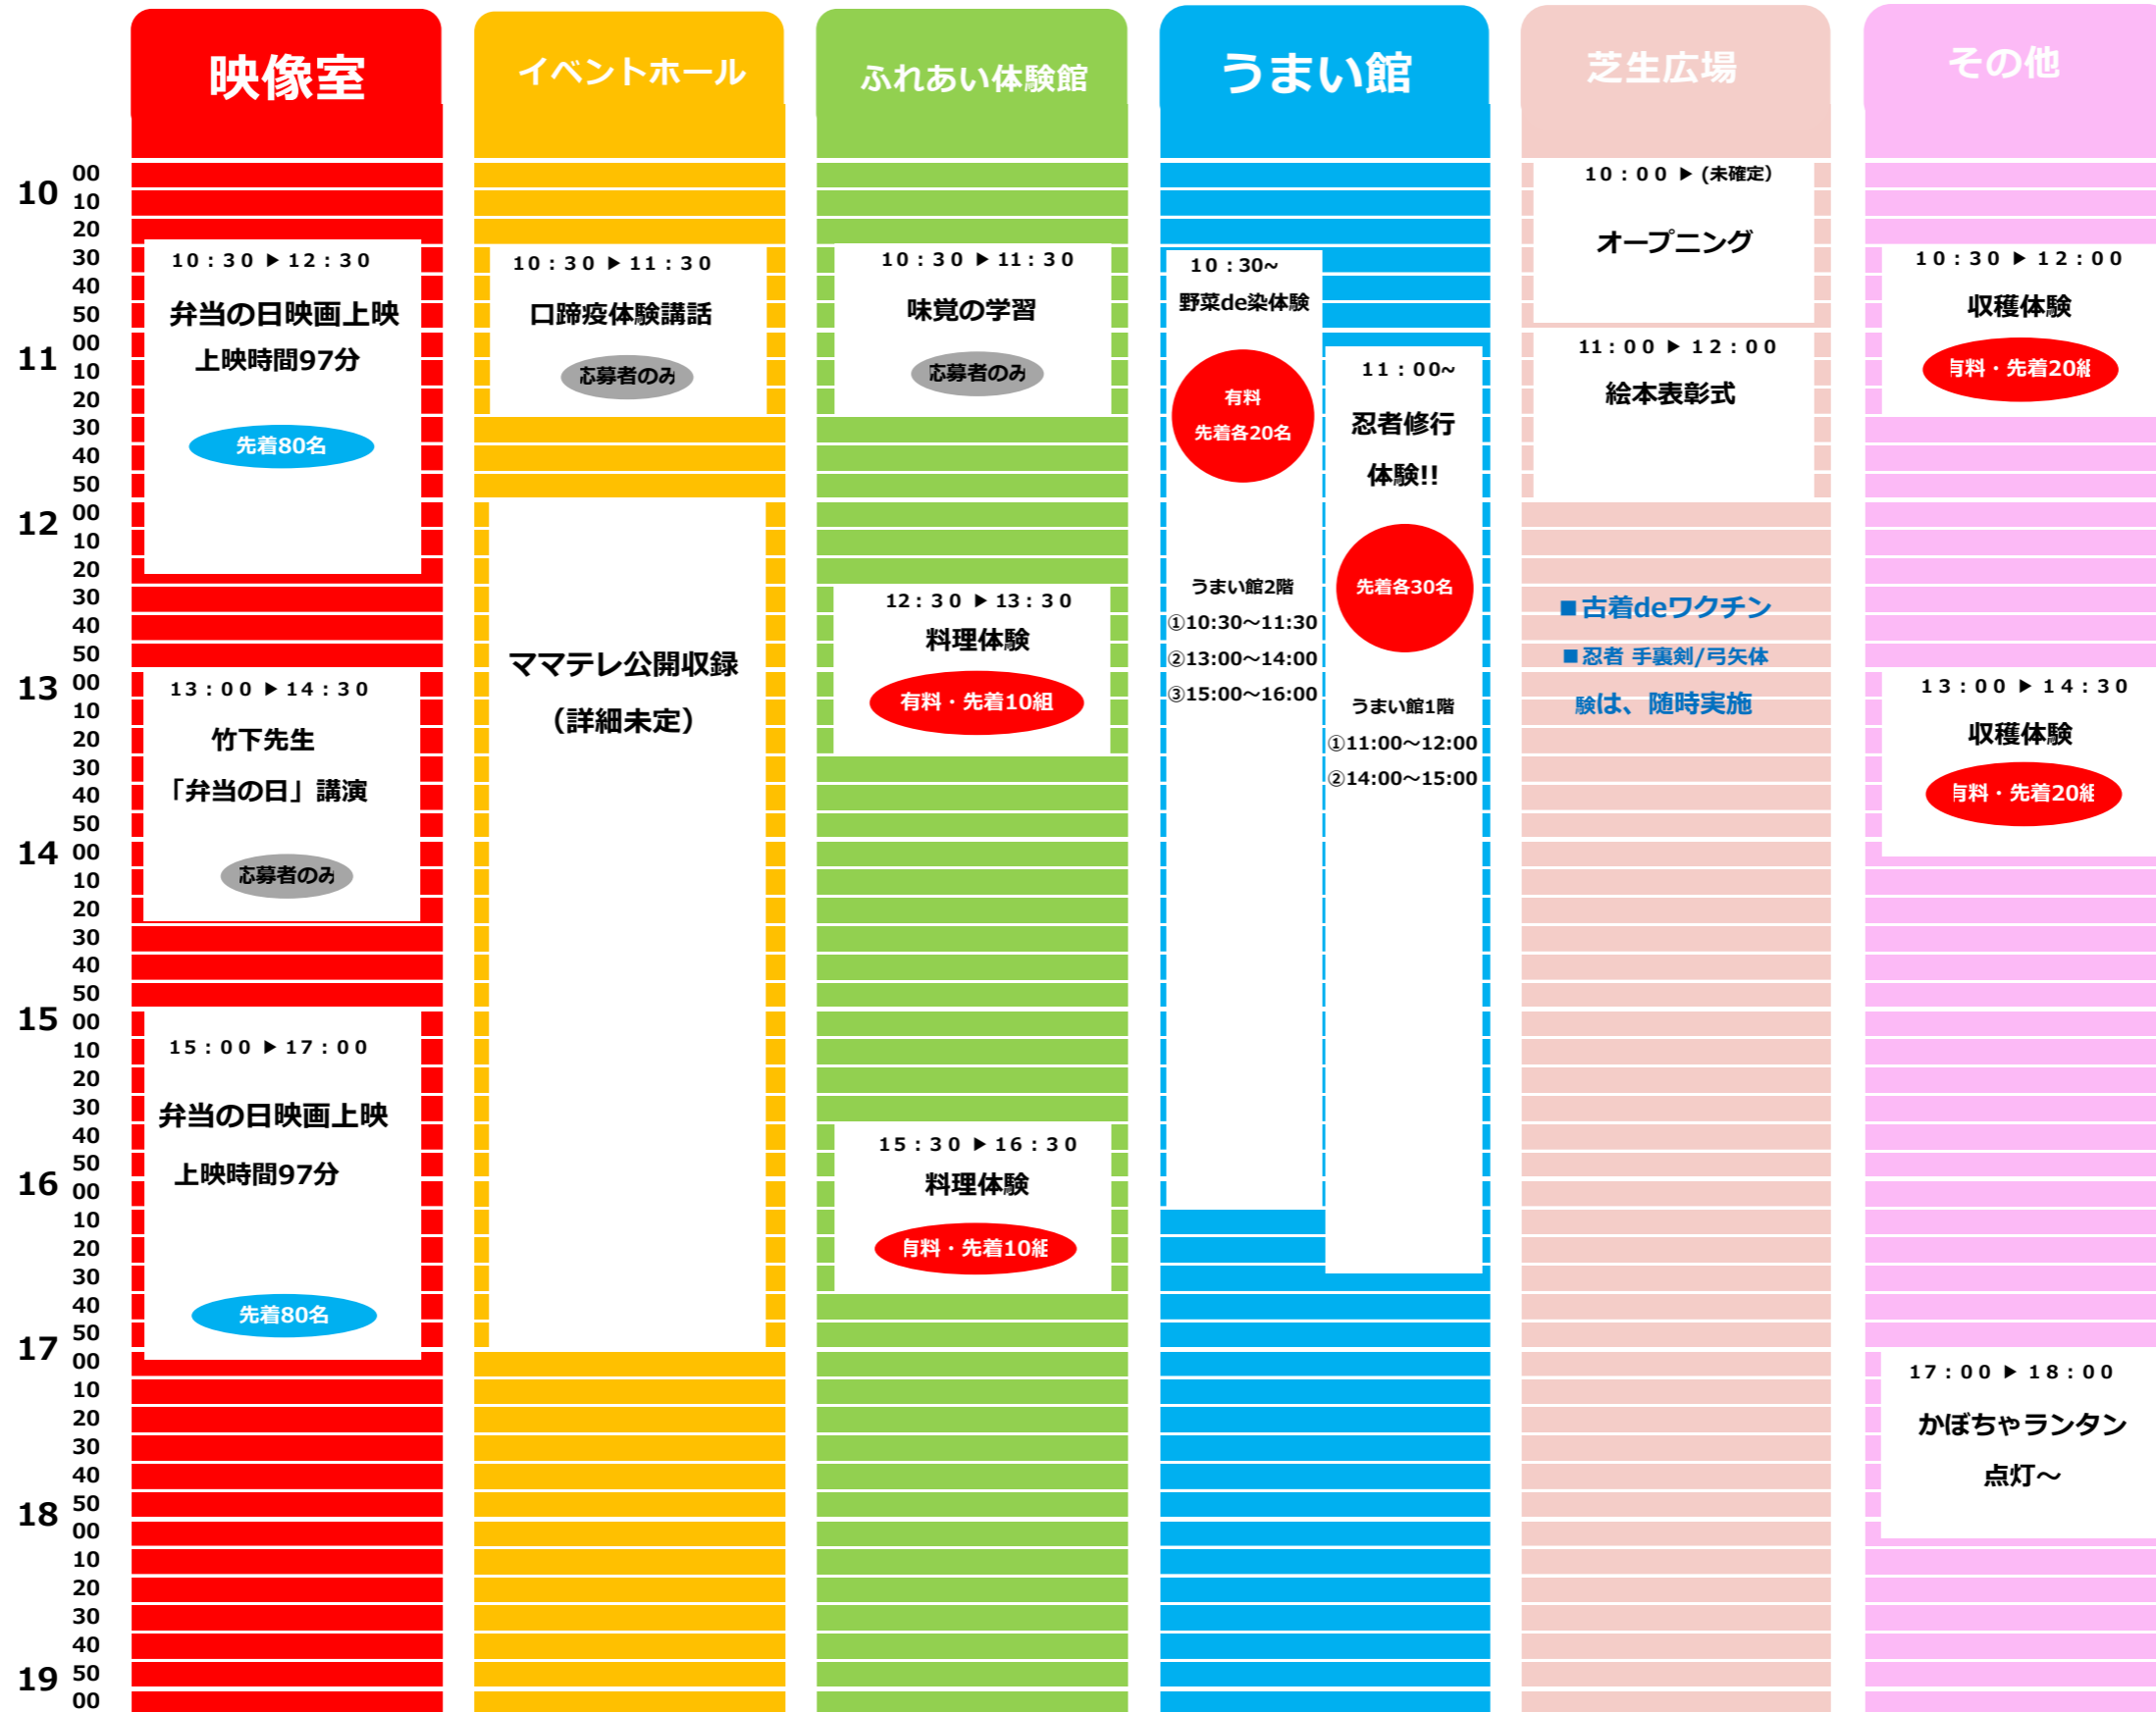 映像室
イベントホール
ふれあい体験館
うまい館
芝生広場
その他
10
00
10
20
30
40
50
11
00
10
20
30
40
50
12
00
10
20
30
40
50
13
00
10
20
30
40
50
14
00
10
20
30
40
50
15
00
10
20
30
40
50
16
00
10
20
30
40
50
17
00
10
20
30
40
50
18
00
10
20
30
40
50
19
00
10：30 ▶ 12：30
弁当の日映画上映
上映時間97分
先着80名
13：00 ▶ 14：30
竹下先生
「弁当の日」講演
応募者のみ
15：00 ▶ 17：00
弁当の日映画上映
上映時間97分
先着80名
10：30 ▶ 11：30
口蹄疫体験講話
応募者のみ
ママテレ公開収録
（詳細未定）
10：30 ▶ 11：30
味覚の学習
応募者のみ
12：30 ▶ 13：30
料理体験
有料・先着10組
15：30 ▶ 16：30
料理体験
有料・先着10組
10：30~
野菜de染体験
有料
先着各20名
うまい館2階
①10:30～11:30
②13:00～14:00
③15:00～16:00
11：00~
忍者修行
体験!!
先着各30名
うまい館1階
①11:00～12:00
②14:00～15:00
10：00 ▶ (未確定)
オープニング
11：00 ▶ 12：00
絵本表彰式
■古着deワクチン
■忍者 手裏剣/弓矢体
験は、随時実施
10：30 ▶ 12：00
収穫体験
有料・先着20組
13：00 ▶ 14：30
収穫体験
有料・先着20組
17：00 ▶ 18：00
かぼちゃランタン
点灯～